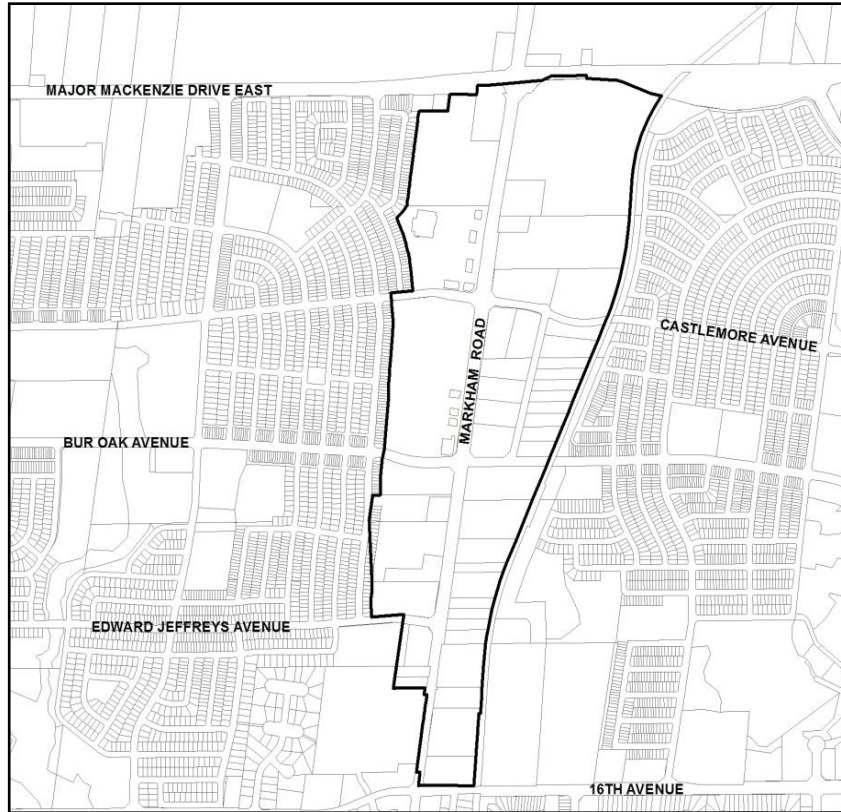 MAJOR MACKENZIE DRIVE EAST
MARKHAM ROAD
CASTLEMORE AVENUE
BUR OAK AVENUE
EDWARD JEFFREYS AVENUE
16TH AVENUE